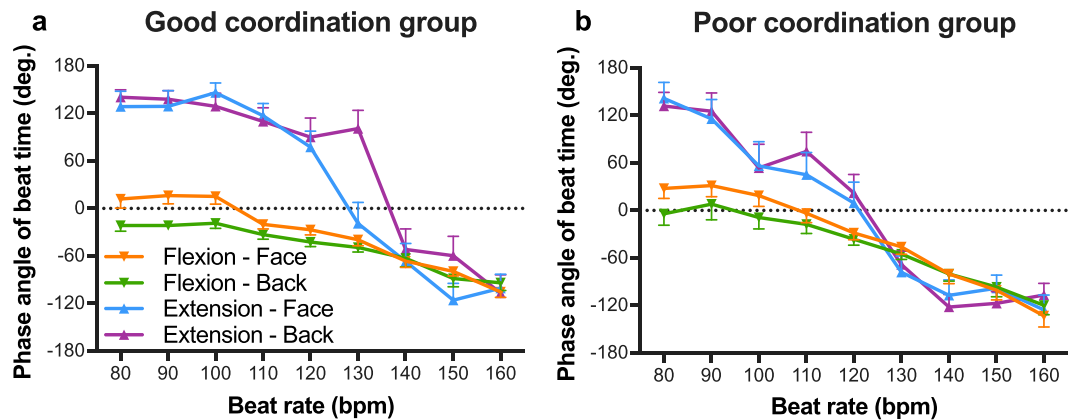 a Good coordination group
Phase angle of beat time (deg.)
180
120
60
0
-60
-120
-180
Flexion - Face
Flexion - Back
Extension - Face
Extension - Back
80 90 100 110 120 130 140 150 160
Beat rate (bpm)
b Poor coordination group
Phase angle of beat time (deg.)
180
120
60
0
-60
-120
-180
80 90 100 110 120 130 140 150 160
Beat rate (bpm)